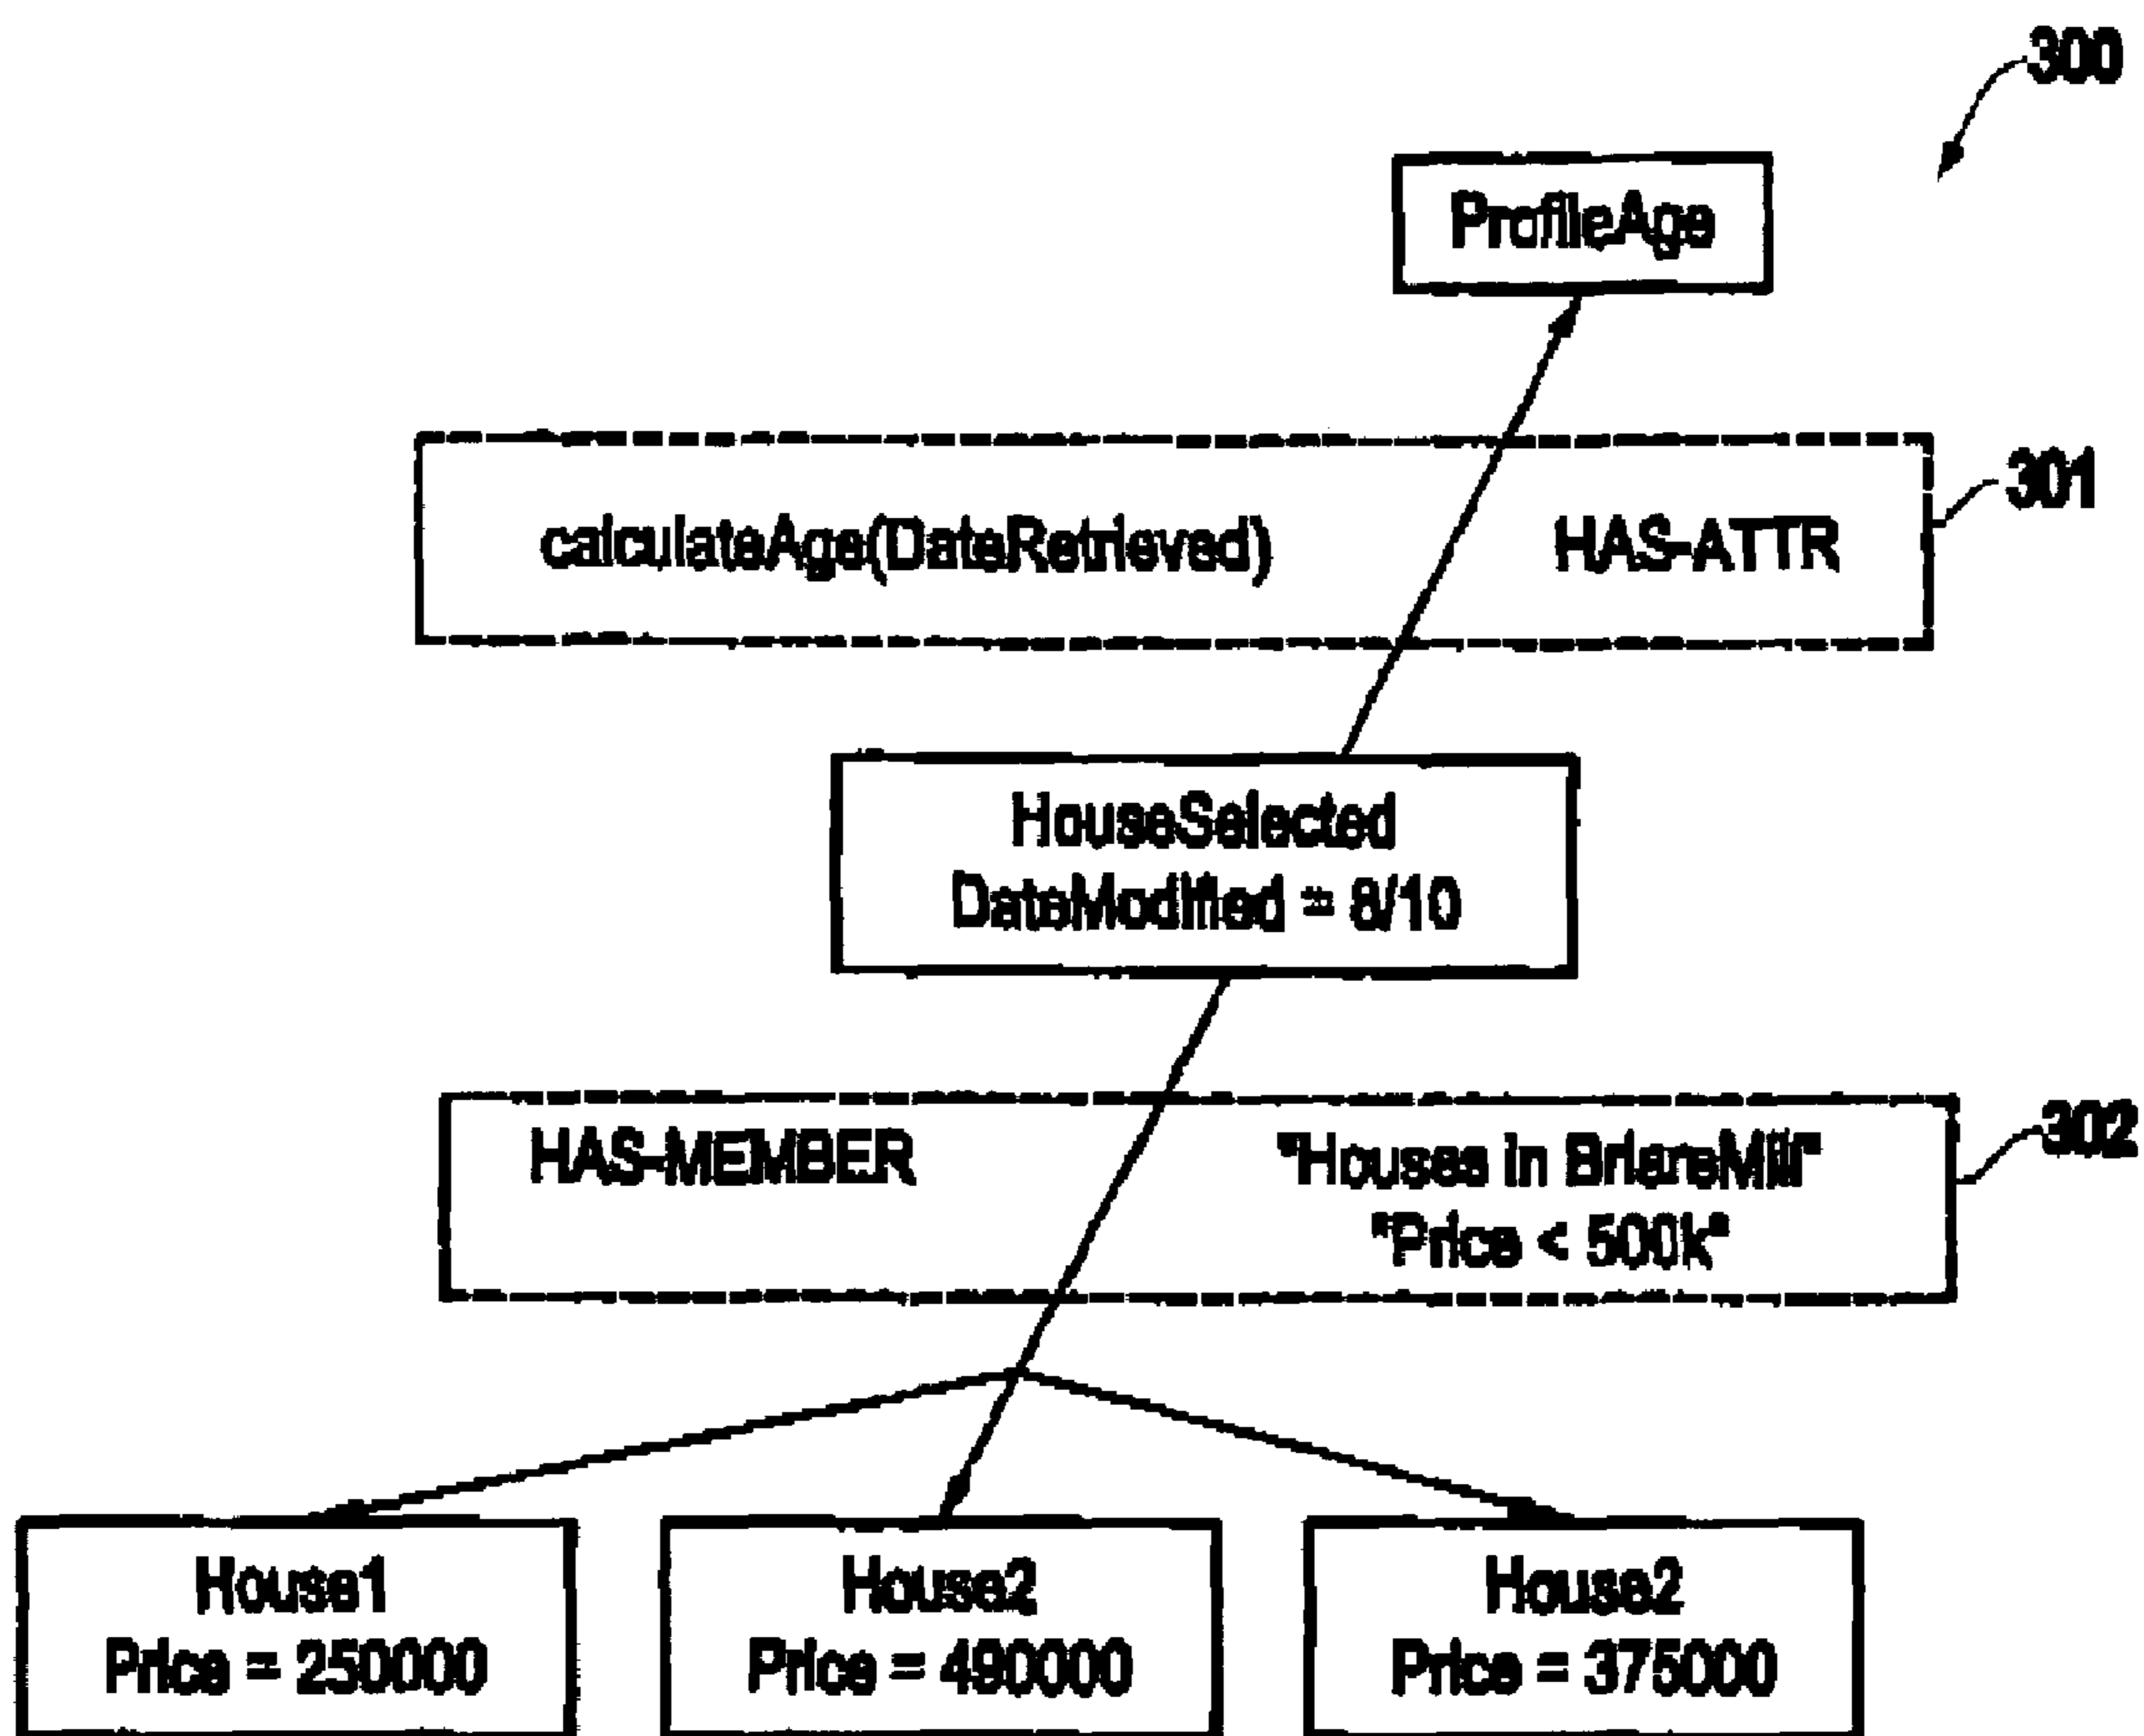 300
ProfileAge
calculateAge(DateRetrieved) HAS-ATTR
301
HouseSelected
DateModified = 8/10
HAS-MEMBER "Houses in BriereMill"
302
"Price < 500K"
House1 House2 House2
Price = 250000 Price = 490000 Price = 375000